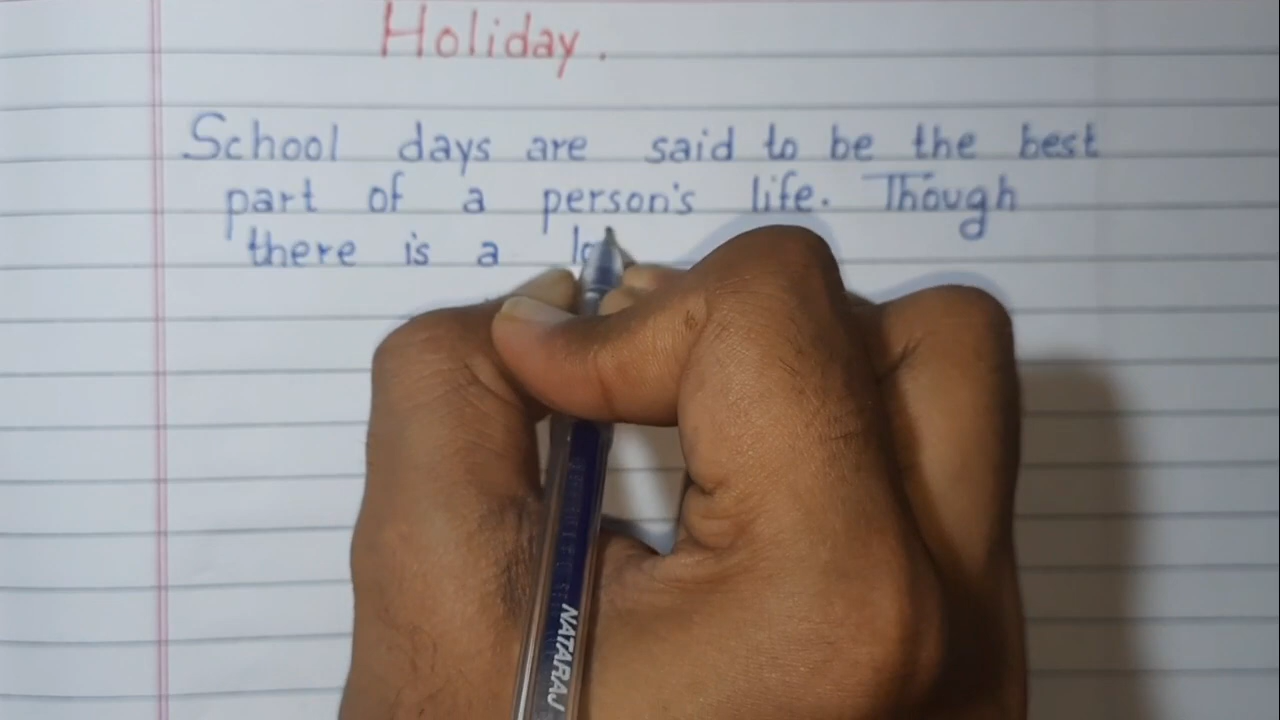 Holiday.
School days are said to be the best
part of a person's life. Though
there is a
NATARAJ